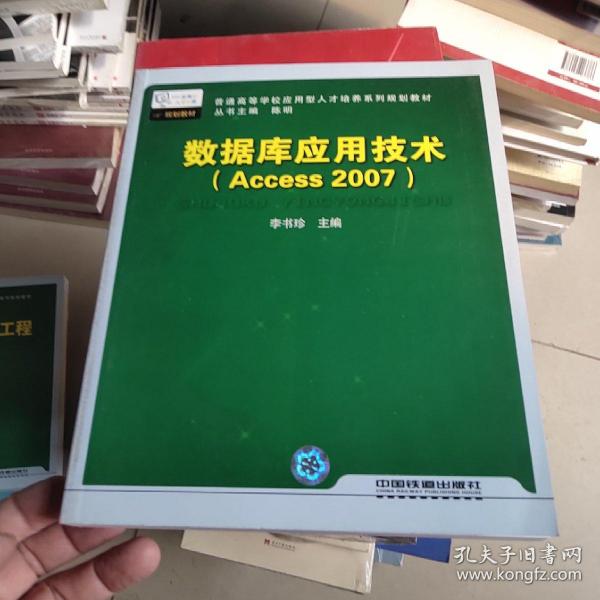 普通高等学校应用型人才培养系列规划教材
丛书主编 陈明
规划教材
数据库应用技术
(Access 2007)
李书珍 主编
中国铁道出版社
CHINA RAILWAY PUBLISHING HOUSE
工程
孔夫子旧书网
www.kongfz.com